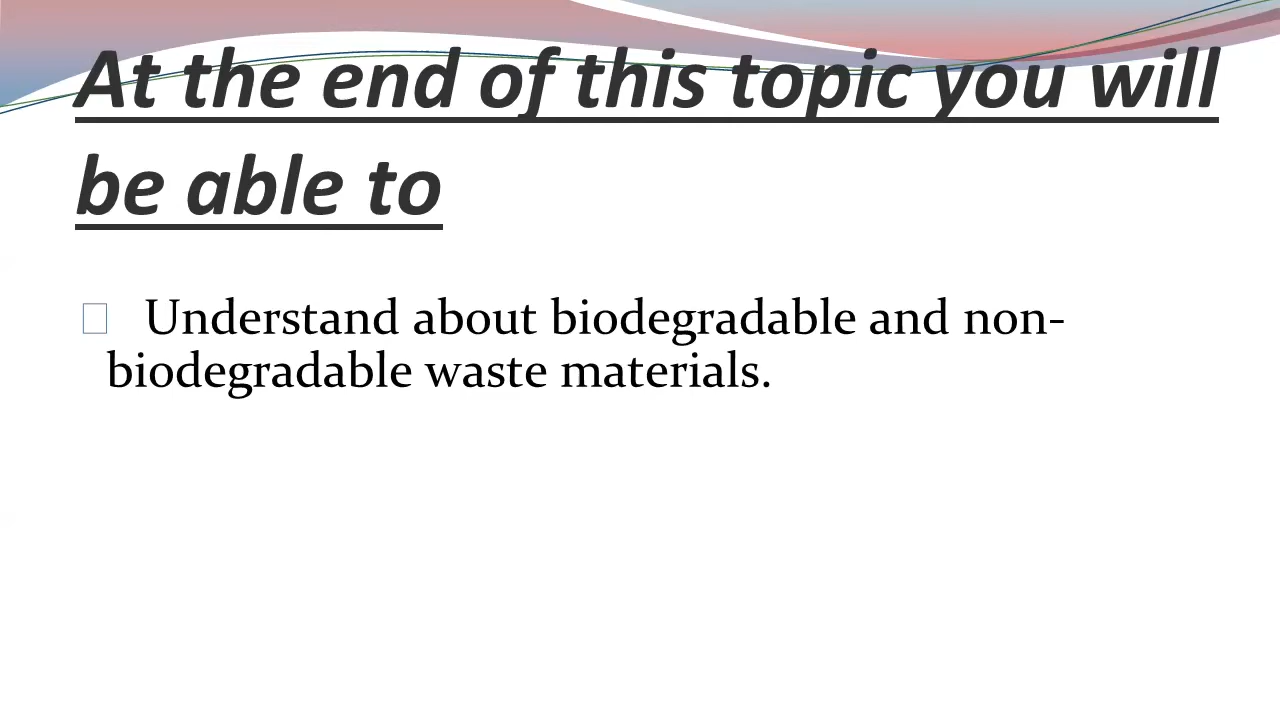 At the end of this topic you will
be able to
Understand about biodegradable and non-
biodegradable waste materials.